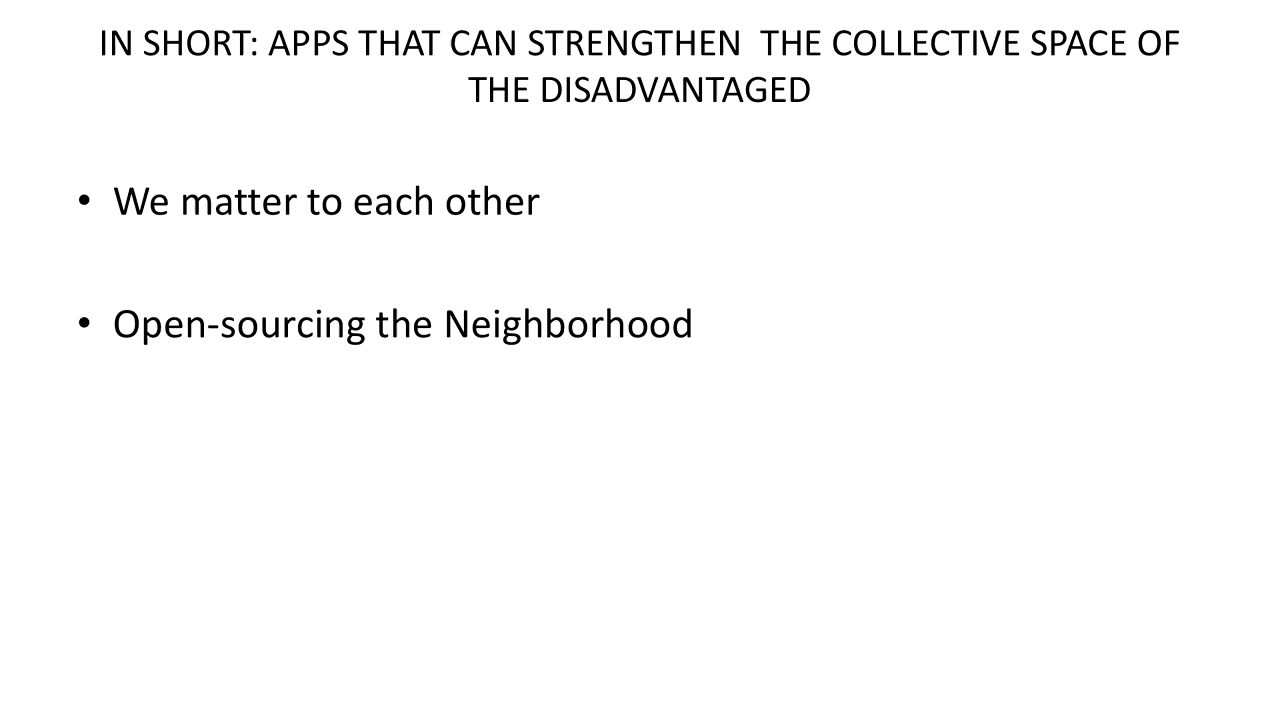 IN SHORT: APPS THAT CAN STRENGTHEN  THE COLLECTIVE SPACE OF
THE DISADVANTAGED
• We matter to each other
• Open-sourcing the Neighborhood